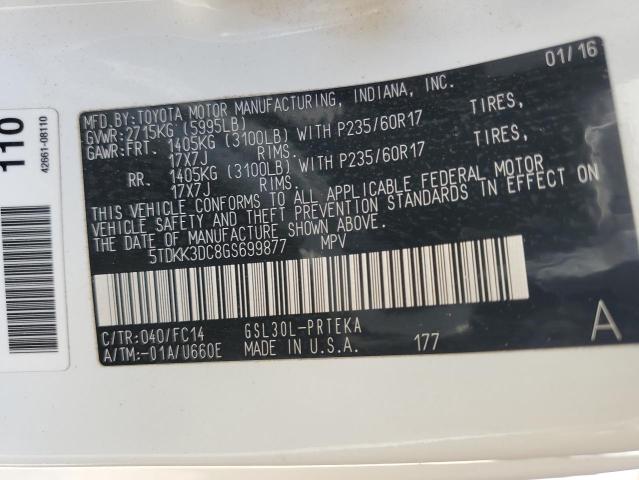 01/16
MFD.BY:TOYOTA MOTOR MANUFACTURING, INDIANA, INC.
GVWR:2715KG (5995LB)
GAWR:FRT. 1405KG (3100LB) WITH P235/60R17 TIRES,
17X7J RIMS.
RR. 1405KG (3100LB) WITH P235/60R17 TIRES,
17X7J RIMS.
THIS VEHICLE CONFORMS TO ALL APPLICABLE FEDERAL MOTOR
VEHICLE SAFETY AND THEFT PREVENTION STANDARDS IN EFFECT ON
THE DATE OF MANUFACTURE SHOWN ABOVE.
5TDKK3DC8GS699877 MPV
C/TR:040/FC14 GSL30L-PRTEKA
A/TM:-01A/U660E MADE IN U.S.A. 177
A
110
42661-08110